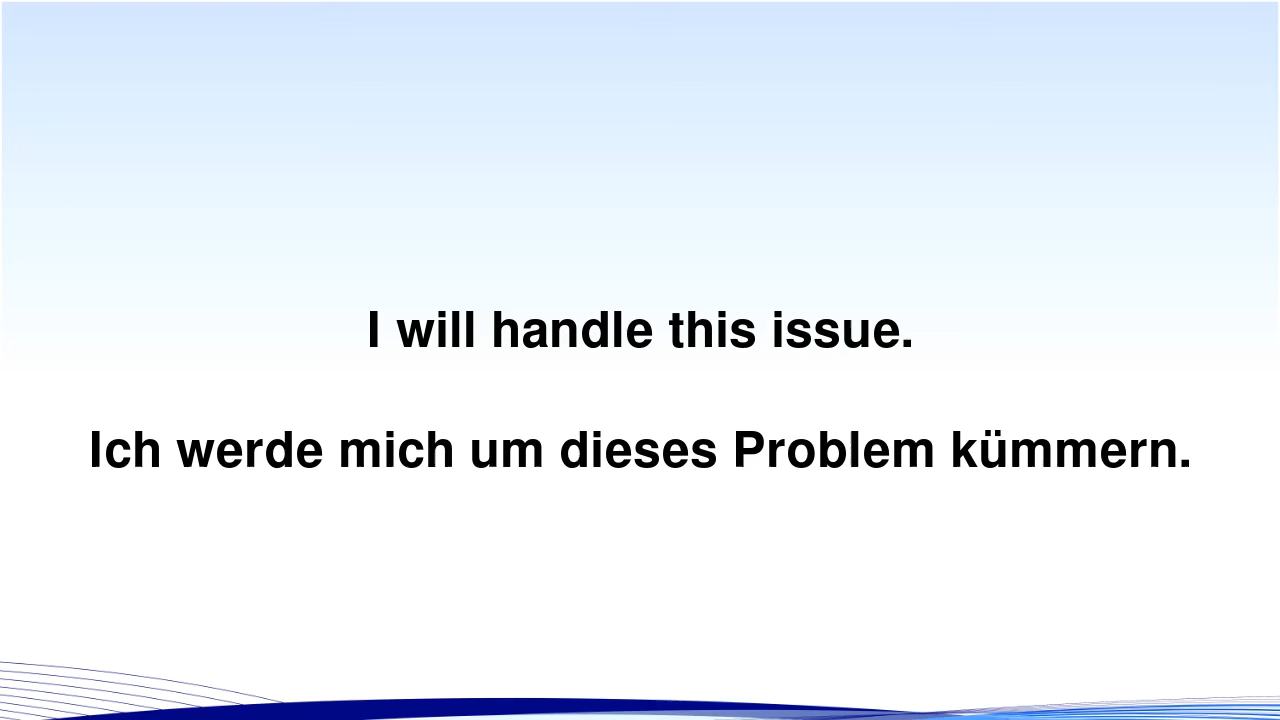 I will handle this issue.
Ich werde mich um dieses Problem kümmern.